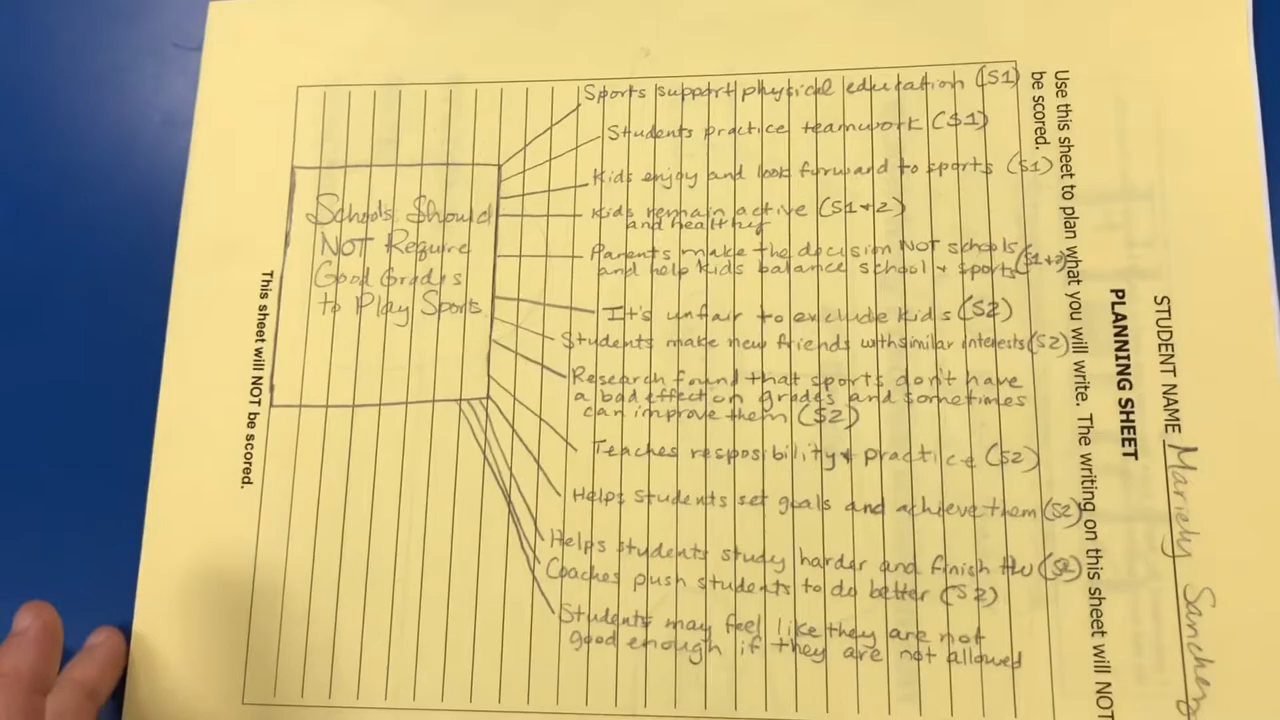 STUDENT NAME Mariely Sanchez
PLANNING SHEET
Use this sheet to plan what you will write. The writing on this sheet will NOT
be scored.
Schools Should
NOT Require
Good Grades
to Play Sports
Sports support physical education (S1)
Students practice teamwork (S1)
Kids enjoy and look forward to sports (S1)
Kids remain active (S1+2)
and healthy
Parents make the decision NOT schools
and help kids balance school + sports (S1+2)
It's unfair to exclude kids (S2)
Students make new friends with similar interests (S2)
Research found that sports don't have
a bad effect on grades and sometimes
can improve them (S2)
Teaches resposibility + practice (S2)
Helps students set goals and achieve them (S2)
Helps students study harder and finish HW (S2)
Coaches push students to do better (S2)
Students may feel like they are not
good enough if they are not allowed
This sheet will NOT be scored.